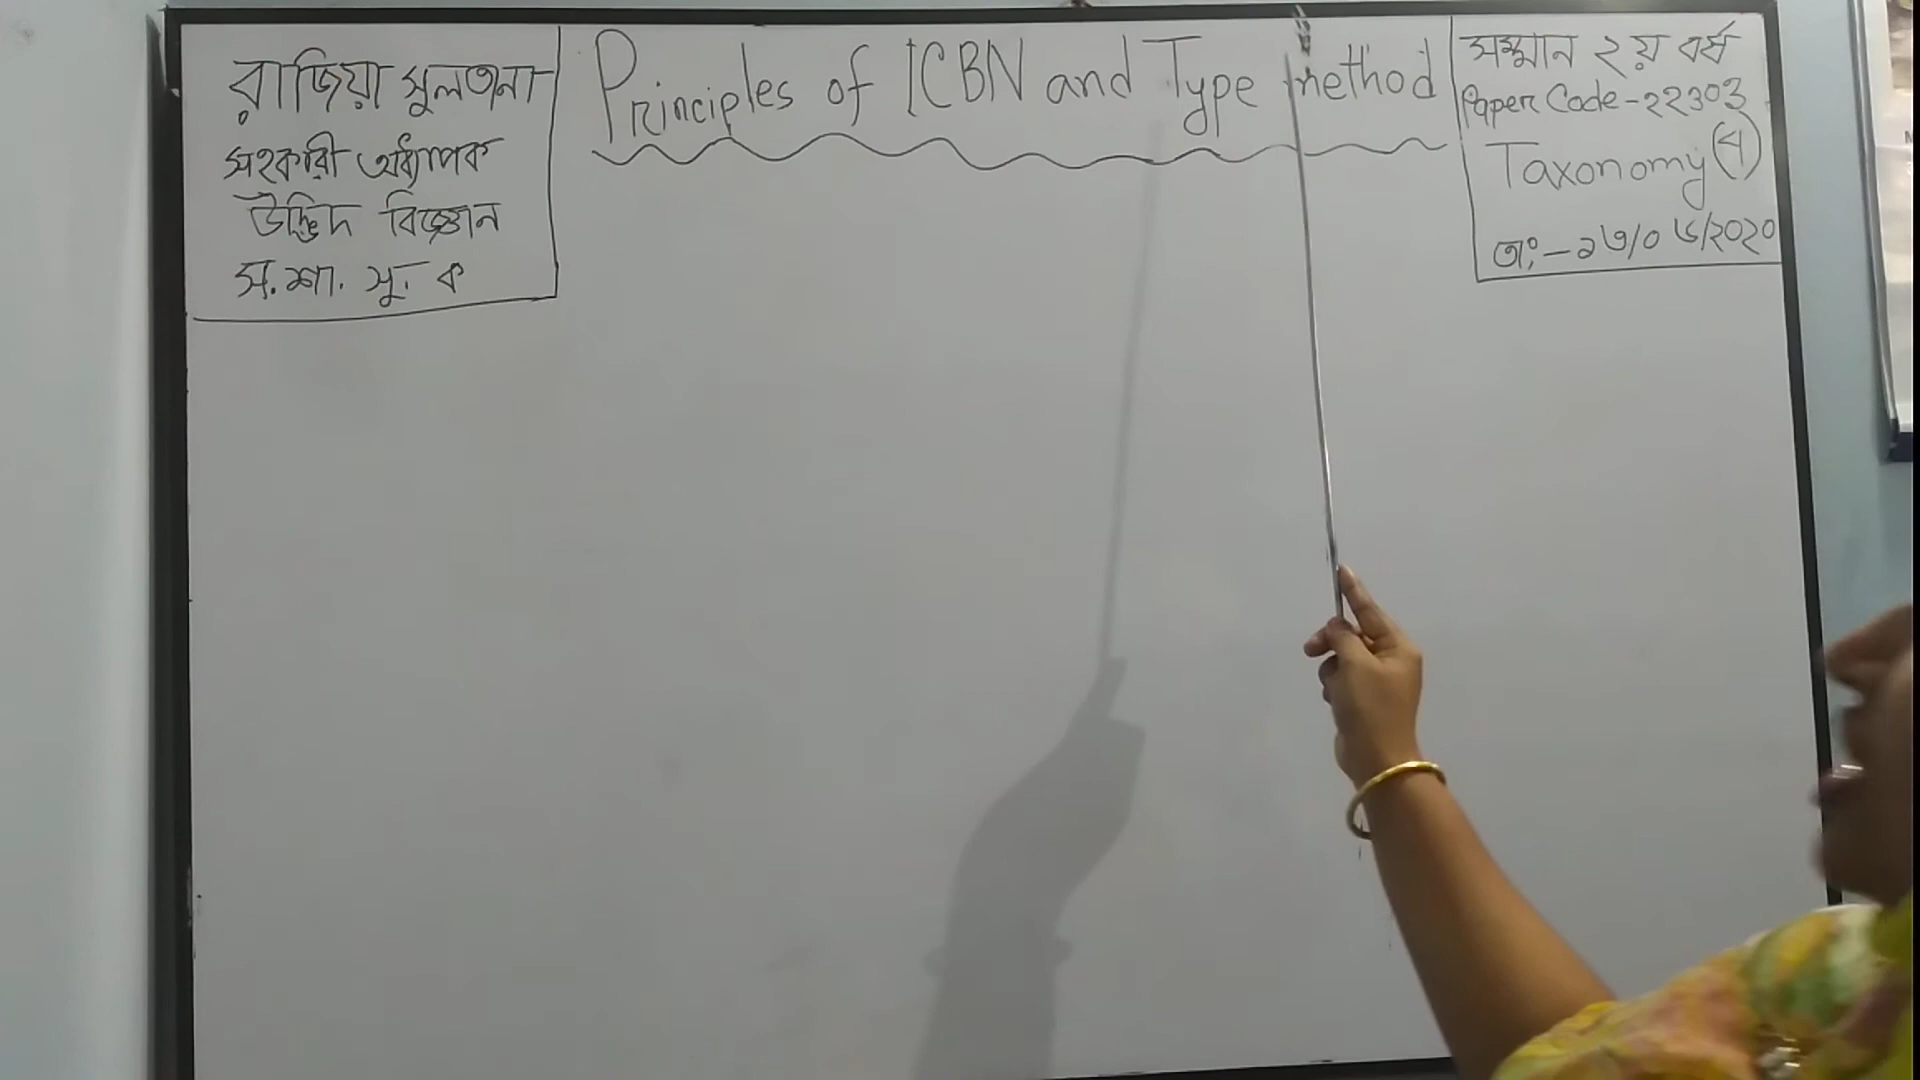 রাজিয়া সুলতানা
সহকারী অধ্যাপক
উদ্ভিদ বিজ্ঞান
স. শা. সু. ক
Principles of ICBN and Type method
সম্মান ২য় বর্ষ
Paper Code-২২৩০3
Taxonomy
তাং-২৩/০৬/২০২০